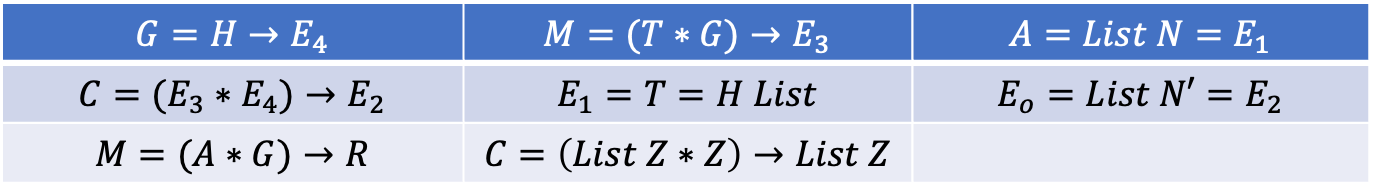 G = H → E₄
M = (T * G) → E₃
A = List N = E₁
C = (E₃ * E₄) → E₂
E₁ = T = H List
Eₒ = List N′ = E₂
M = (A * G) → R
C = (List Z * Z) → List Z